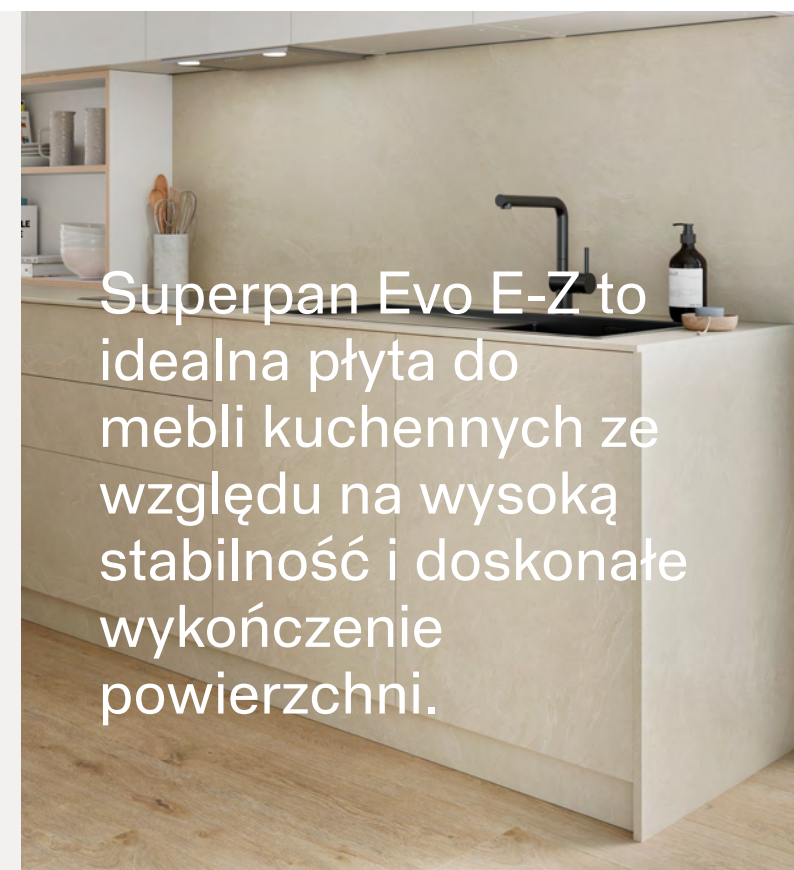 Superpan Evo E-Z to
idealna płyta do
mebli kuchennych ze
względu na wysoką
stabilność i doskonałe
wykończenie
powierzchni.